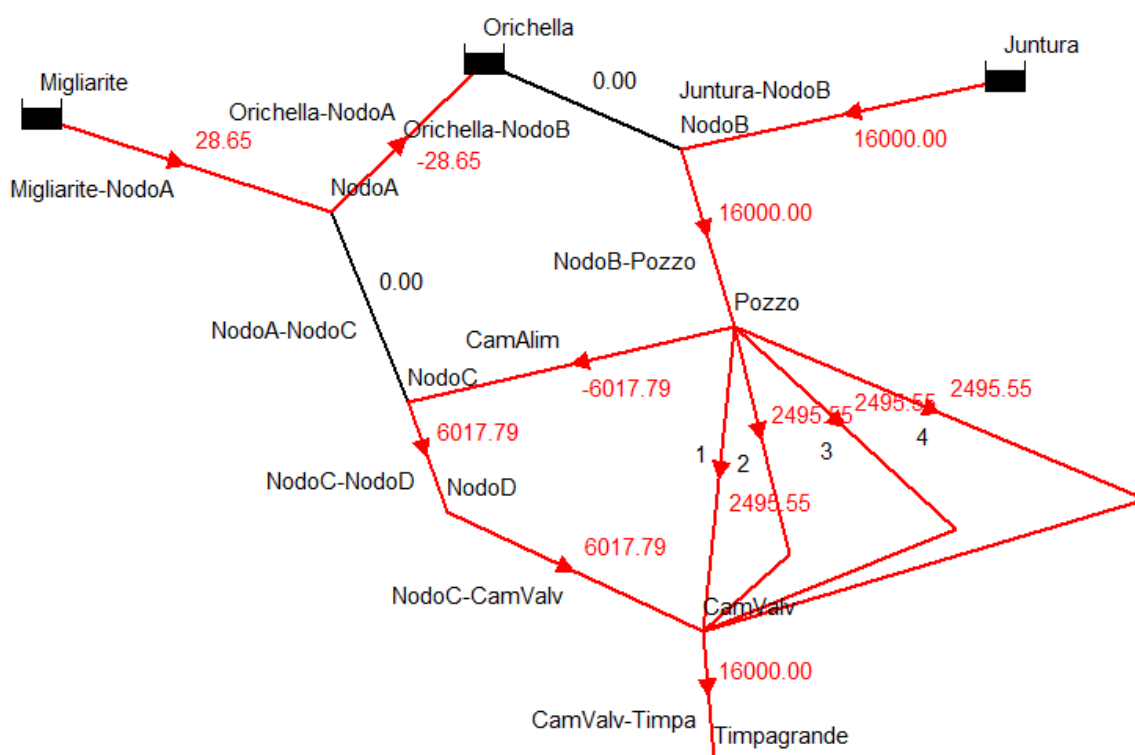 Orichella
Juntura
Migliarite
0.00
Orichella-NodoA
Juntura-NodoB
28.65
Orichella-NodoB
NodoB
16000.00
-28.65
Migliarite-NodoA
NodoA
16000.00
NodoB-Pozzo
0.00
Pozzo
NodoA-NodoC
CamAlim
NodoC
-6017.79
2495.55
2495.55
2495.55
6017.79
1
2
3
4
NodoC-NodoD
NodoD
2495.55
6017.79
NodoC-CamValv
CamValv
16000.00
CamValv-Timpa
Timpagrande